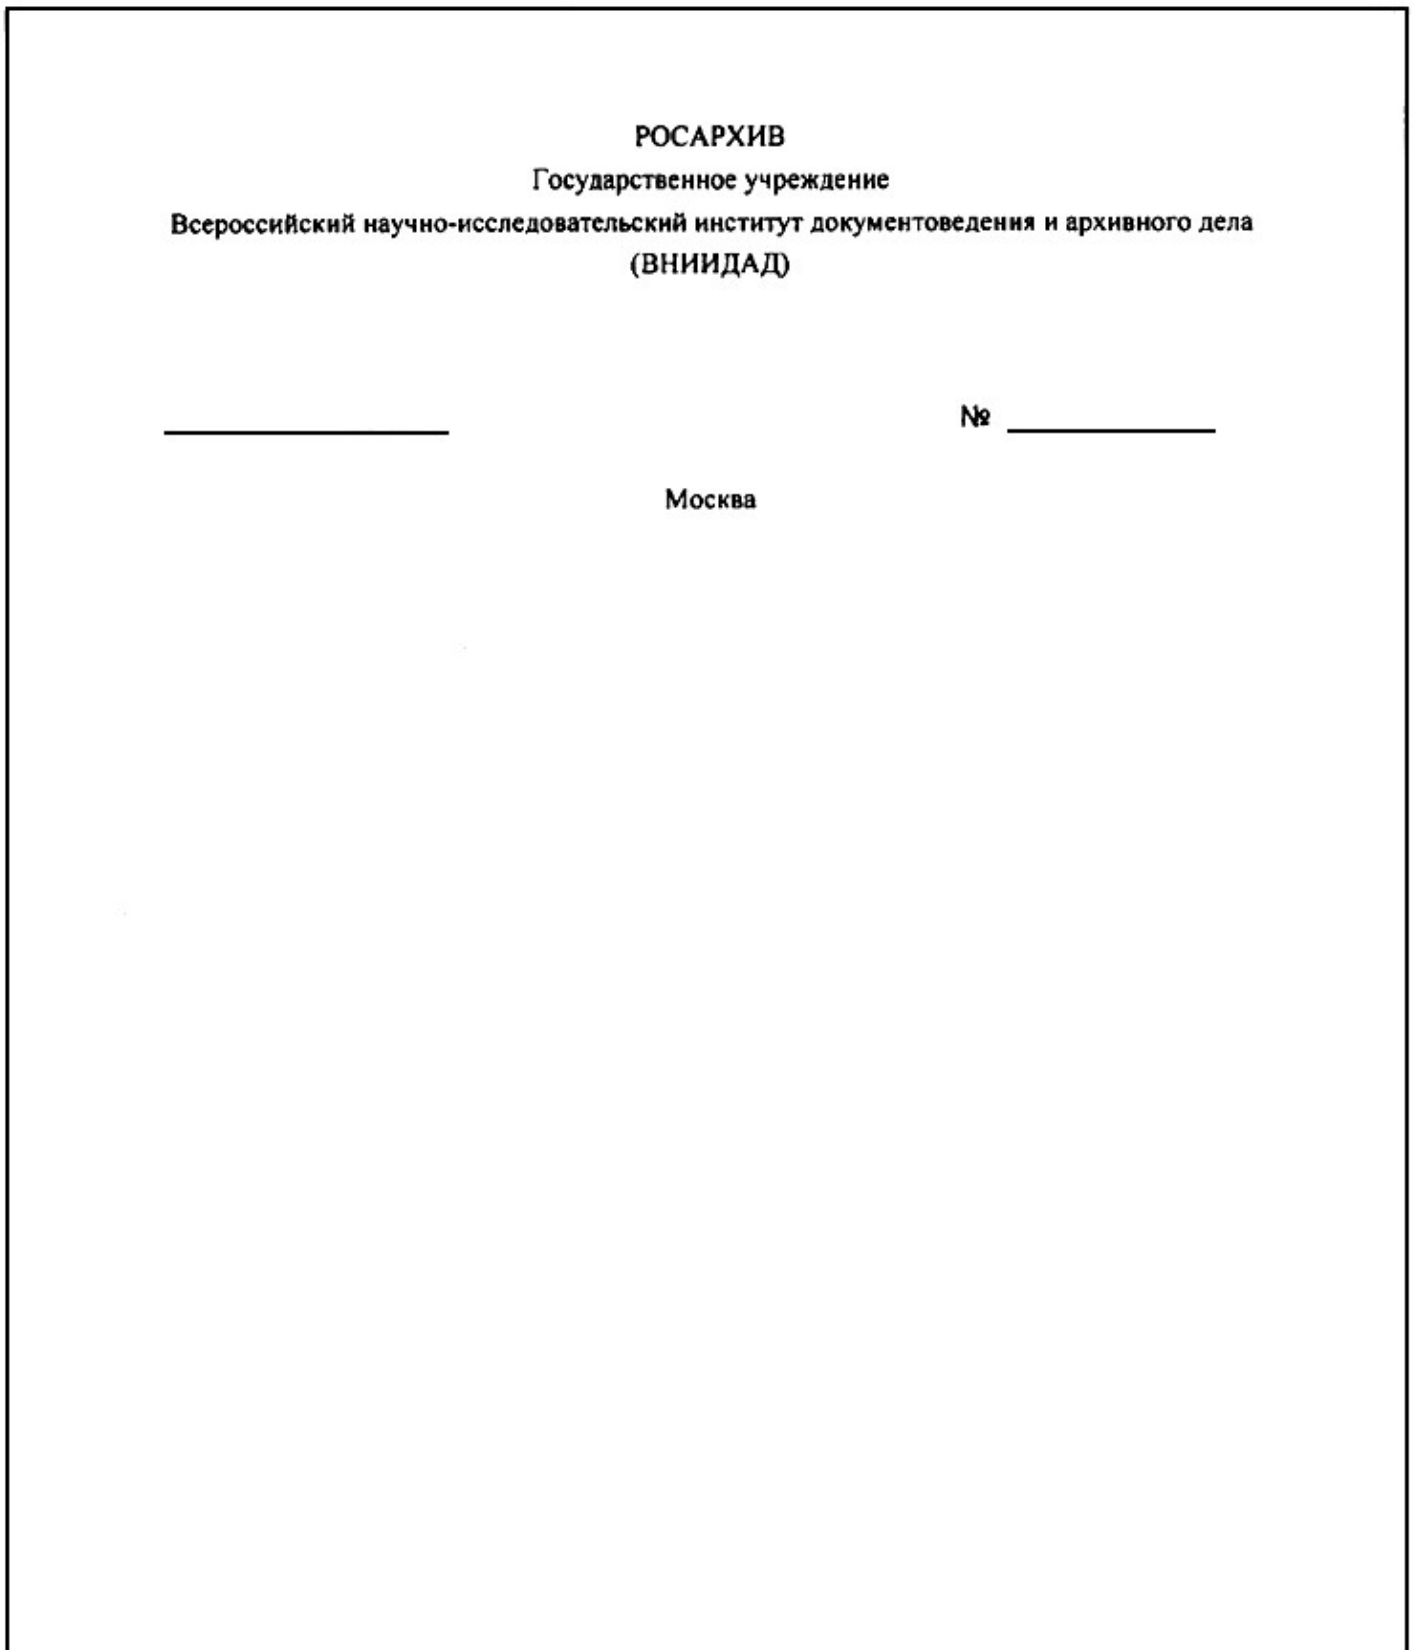 РОСАРХИВ
Государственное учреждение
Всероссийский научно-исследовательский институт документоведения и архивного дела
(ВНИИДАД)
№
Москва